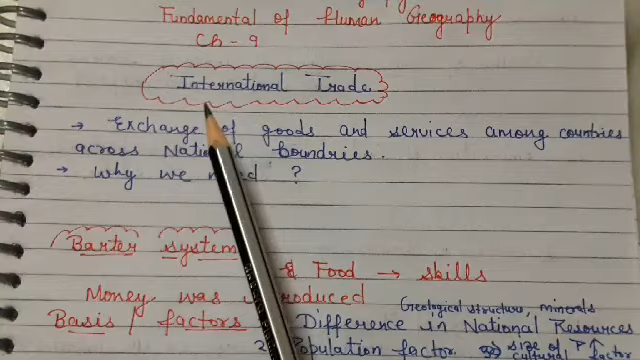 Fundamental of Human Geography
Ch - 9
International Trade
→ Exchange of goods and services among countries
across National boundries.
→ Why we need ?
Barter system
Food → skills
Money was introduced
Geological structure, minerals
Basis / factors Difference in National Resources
Population factor size of P ↑
cultural factor